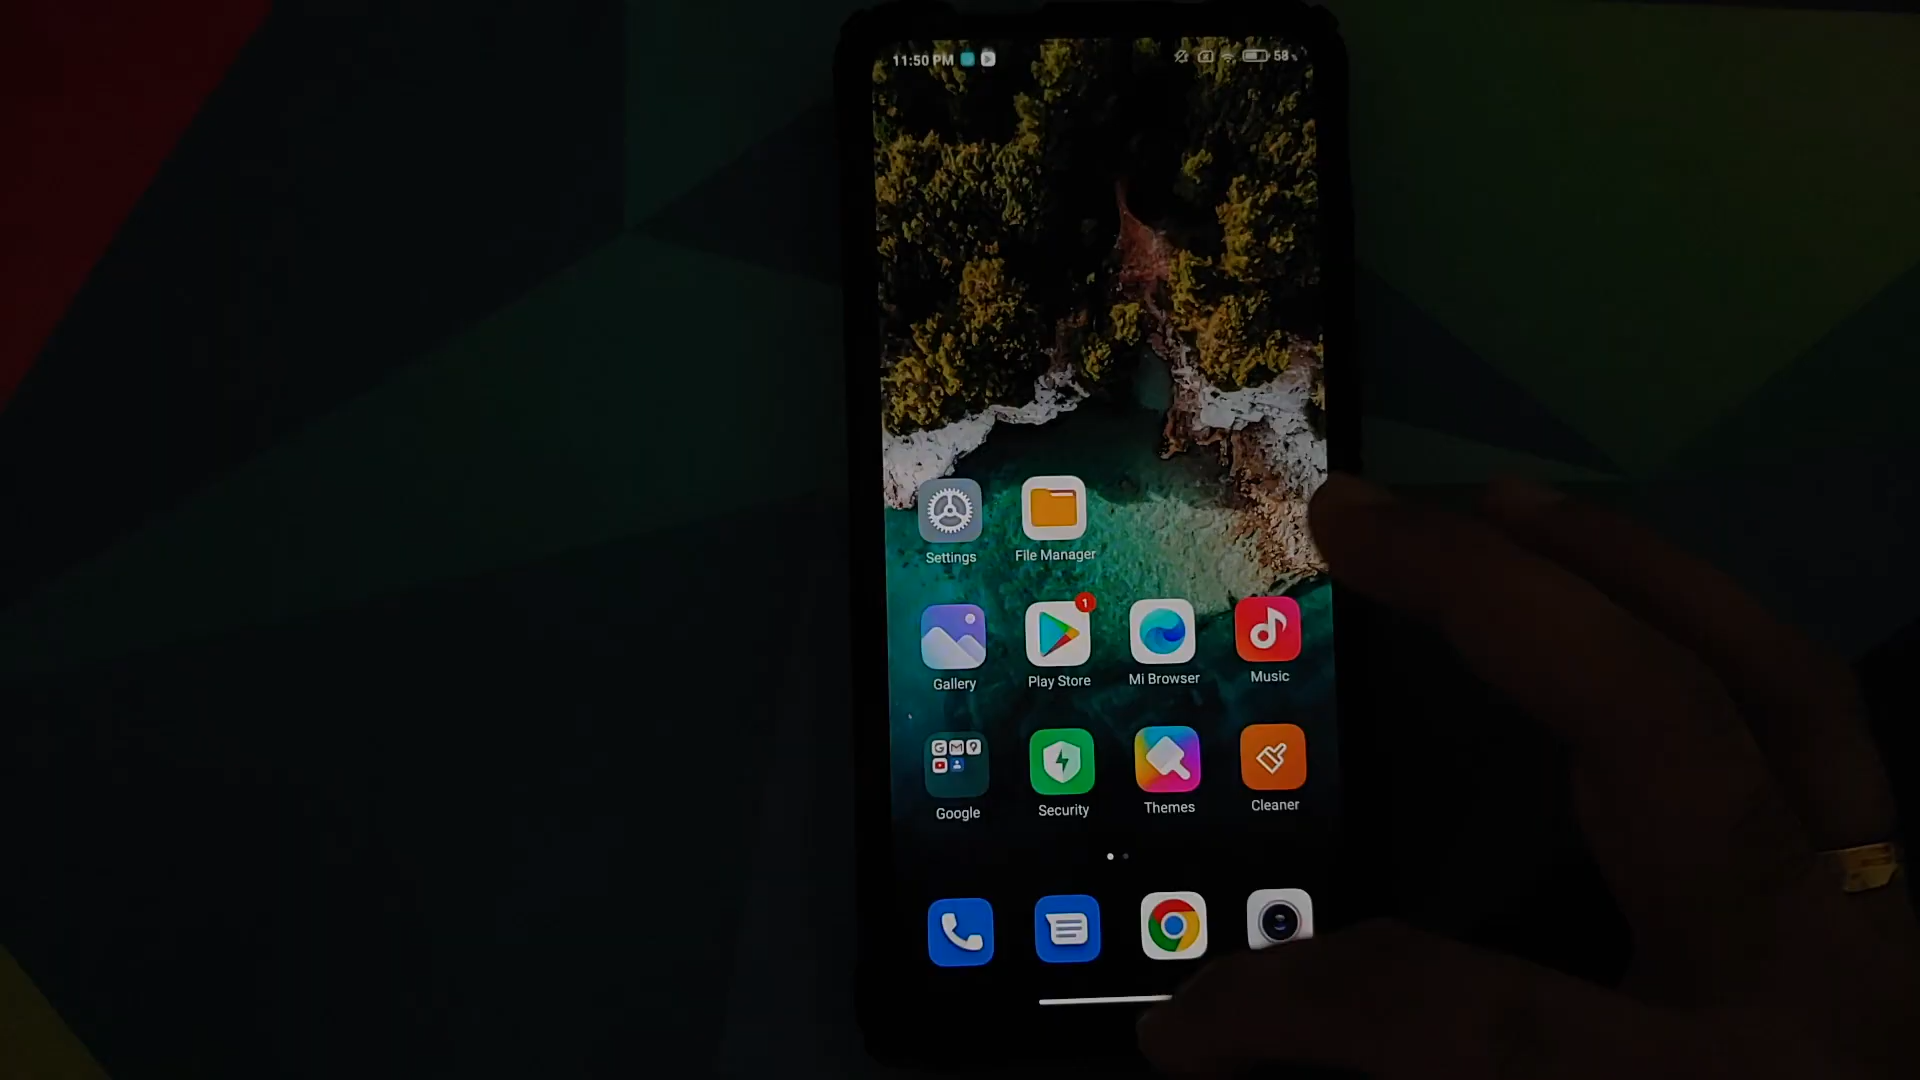 11:50 PM 58%
Settings File Manager
1
Gallery Play Store Mi Browser Music
Google Security Themes Cleaner